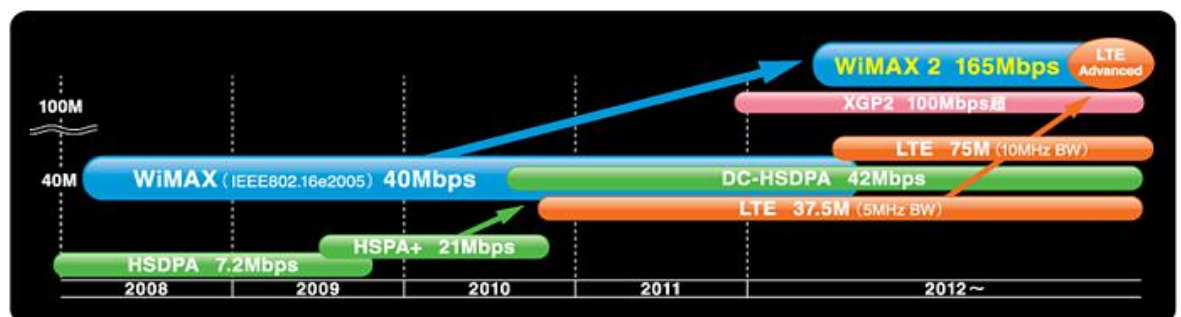 WiMAX 2 165Mbps
LTE
Advanced
100M
XGP2 100Mbps超
LTE 75M (10MHz BW)
40M
WiMAX (IEEE802.16e2005) 40Mbps
DC-HSDPA 42Mbps
LTE 37.5M (5MHz BW)
HSPA+ 21Mbps
HSDPA 7.2Mbps
2008 2009 2010 2011 2012～